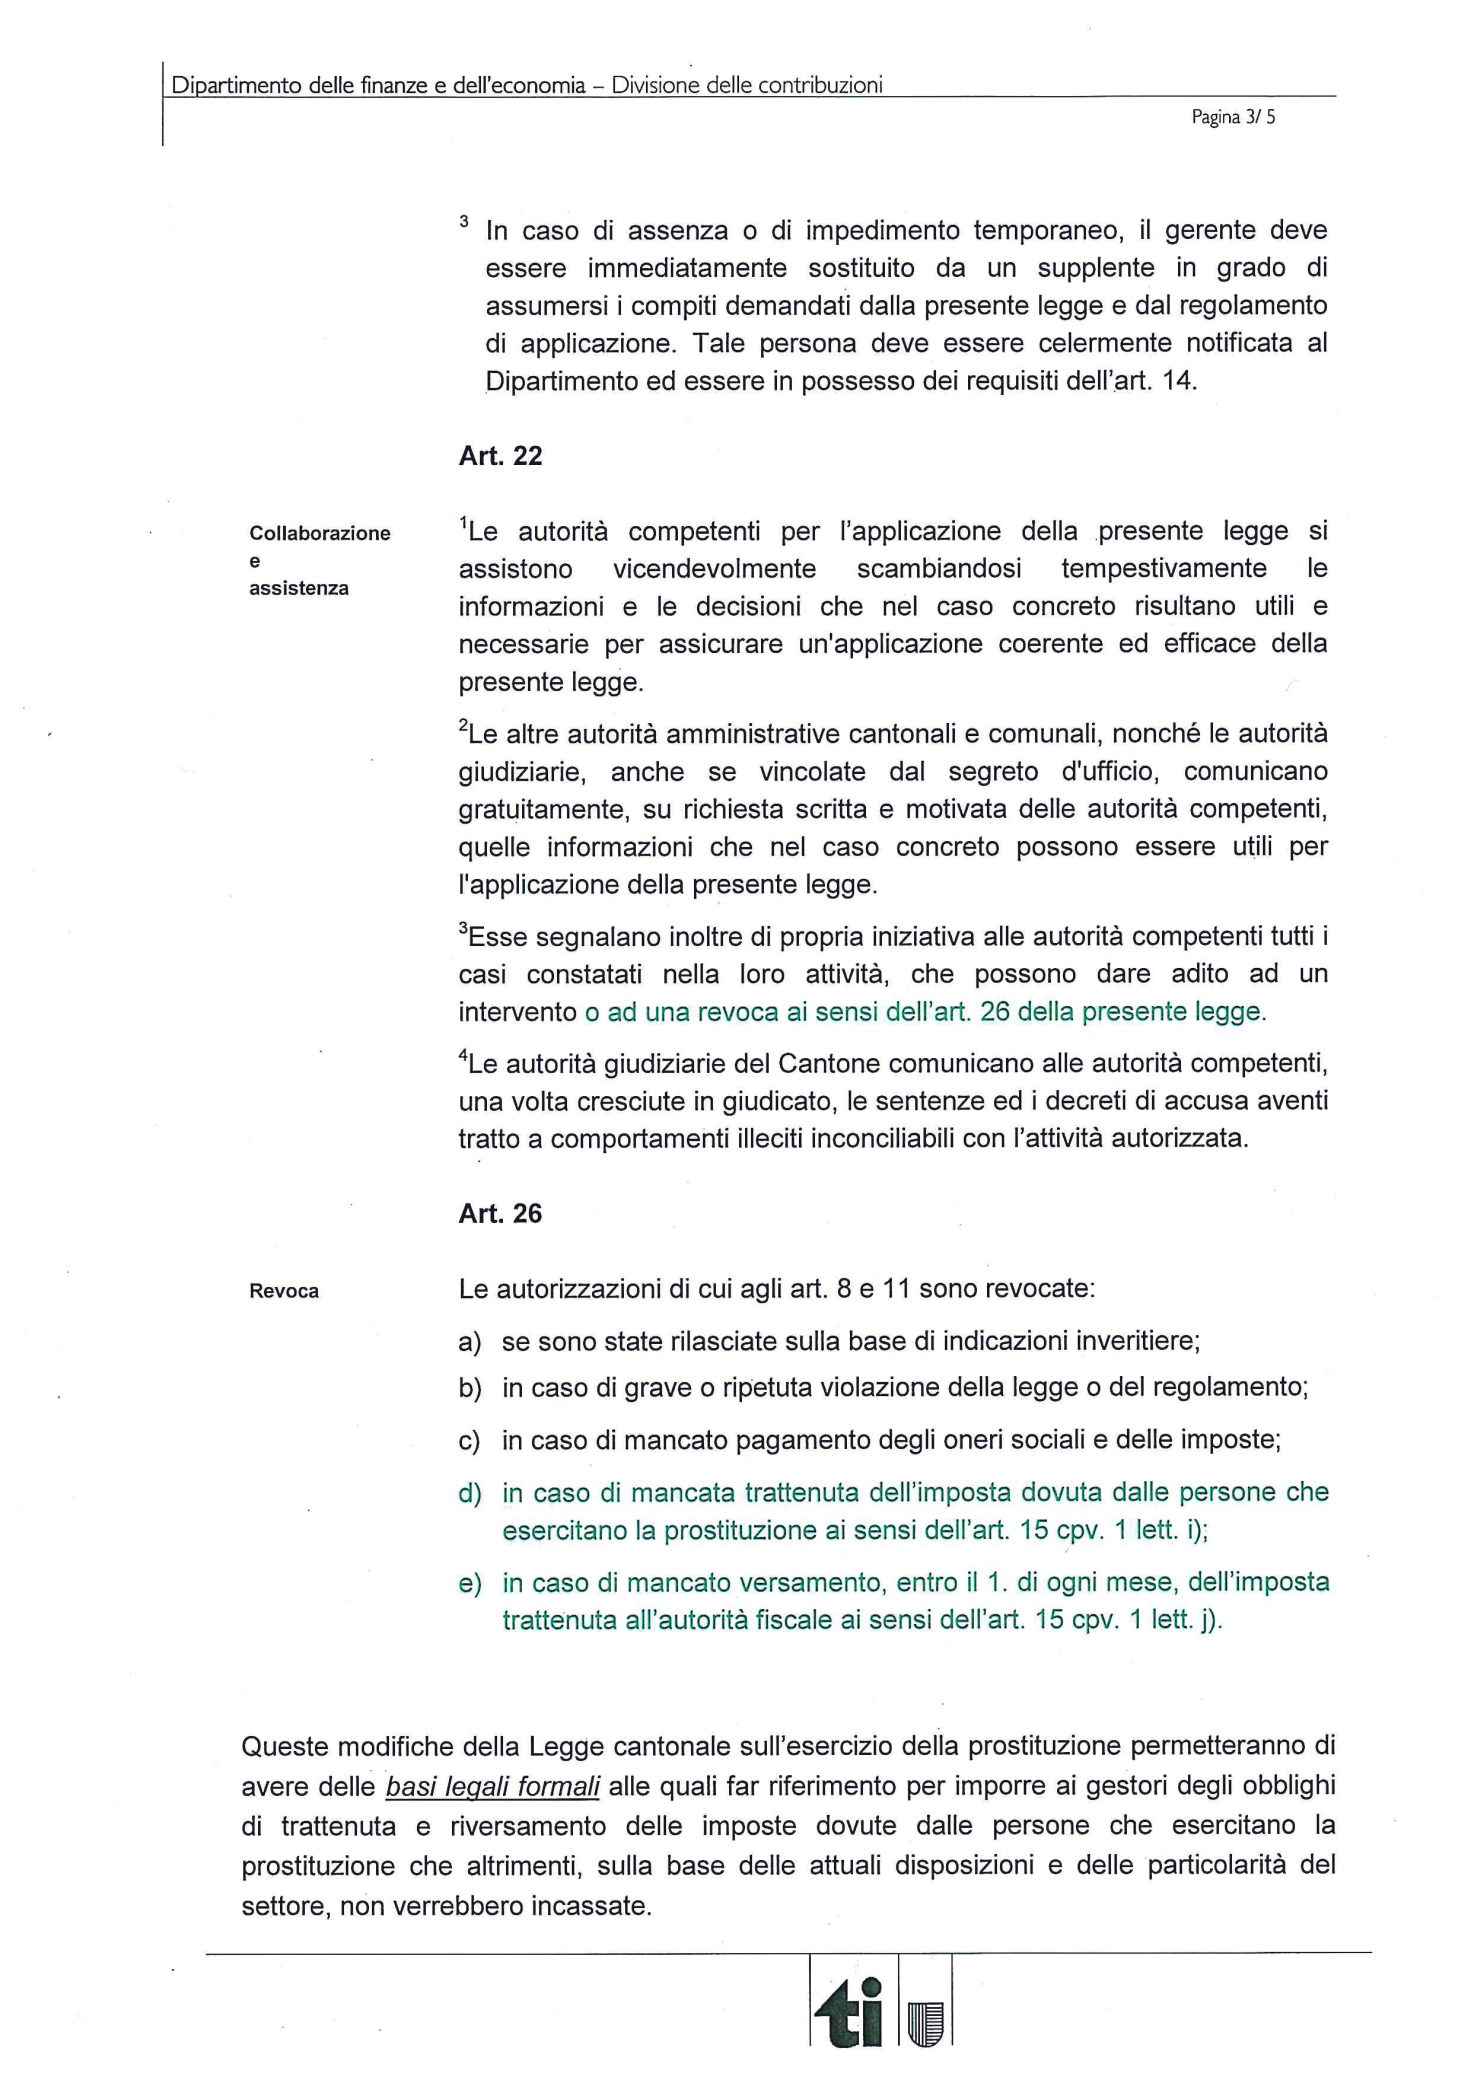 Dipartimento delle finanze e dell'economia – Divisione delle contribuzioni
Pagina 3/ 5
3 In caso di assenza o di impedimento temporaneo, il gerente deve
essere immediatamente sostituito da un supplente in grado di
assumersi i compiti demandati dalla presente legge e dal regolamento
di applicazione. Tale persona deve essere celermente notificata al
Dipartimento ed essere in possesso dei requisiti dell'art. 14.
Art. 22
Collaborazione
e
assistenza
1Le autorità competenti per l'applicazione della presente legge si
assistono vicendevolmente scambiandosi tempestivamente le
informazioni e le decisioni che nel caso concreto risultano utili e
necessarie per assicurare un'applicazione coerente ed efficace della
presente legge.
2Le altre autorità amministrative cantonali e comunali, nonché le autorità
giudiziarie, anche se vincolate dal segreto d'ufficio, comunicano
gratuitamente, su richiesta scritta e motivata delle autorità competenti,
quelle informazioni che nel caso concreto possono essere utili per
l'applicazione della presente legge.
3Esse segnalano inoltre di propria iniziativa alle autorità competenti tutti i
casi constatati nella loro attività, che possono dare adito ad un
intervento o ad una revoca ai sensi dell'art. 26 della presente legge.
4Le autorità giudiziarie del Cantone comunicano alle autorità competenti,
una volta cresciute in giudicato, le sentenze ed i decreti di accusa aventi
tratto a comportamenti illeciti inconciliabili con l'attività autorizzata.
Art. 26
Revoca
Le autorizzazioni di cui agli art. 8 e 11 sono revocate:
a) se sono state rilasciate sulla base di indicazioni inveritiere;
b) in caso di grave o ripetuta violazione della legge o del regolamento;
c) in caso di mancato pagamento degli oneri sociali e delle imposte;
d) in caso di mancata trattenuta dell'imposta dovuta dalle persone che
esercitano la prostituzione ai sensi dell'art. 15 cpv. 1 lett. i);
e) in caso di mancato versamento, entro il 1. di ogni mese, dell'imposta
trattenuta all'autorità fiscale ai sensi dell'art. 15 cpv. 1 lett. j).
Queste modifiche della Legge cantonale sull'esercizio della prostituzione permetteranno di
avere delle basi legali formali alle quali far riferimento per imporre ai gestori degli obblighi
di trattenuta e riversamento delle imposte dovute dalle persone che esercitano la
prostituzione che altrimenti, sulla base delle attuali disposizioni e delle particolarità del
settore, non verrebbero incassate.
ti